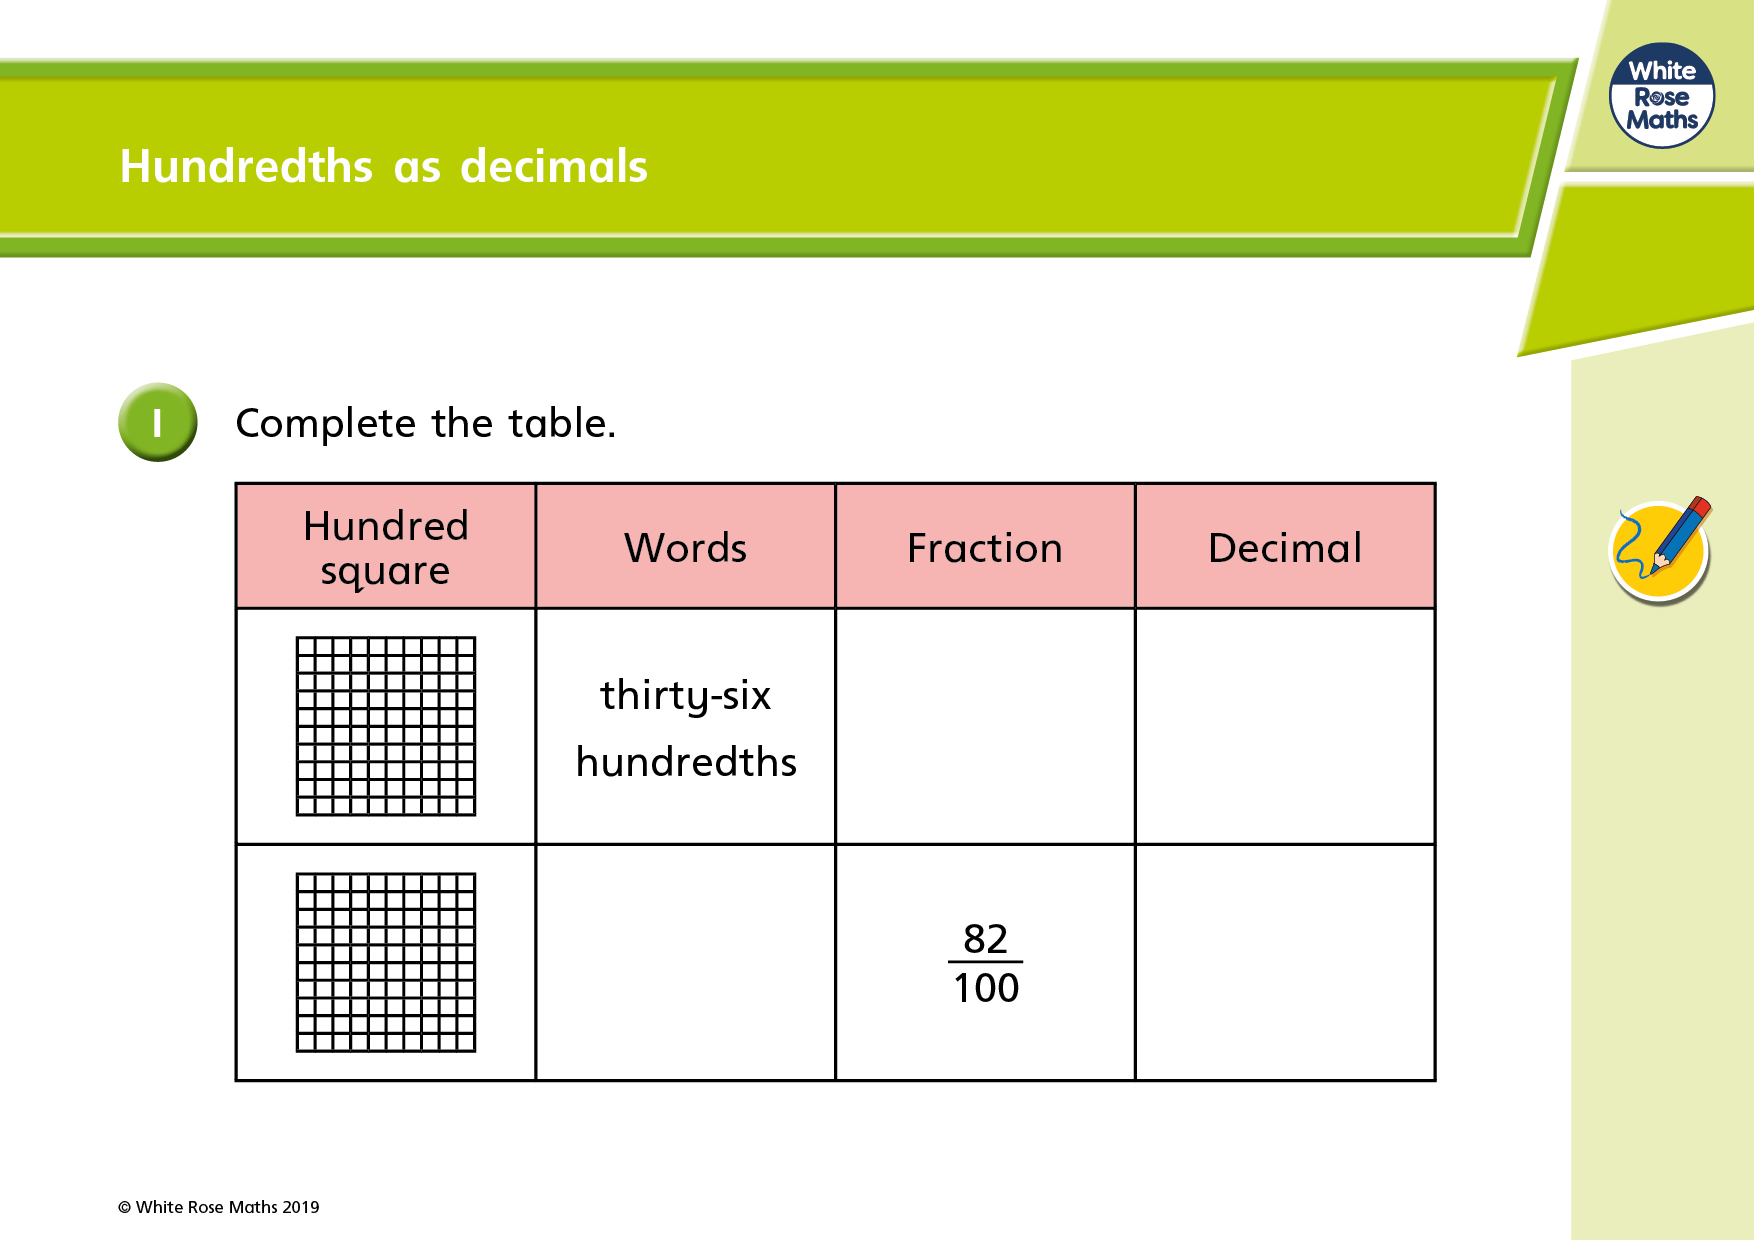 White
Rose
Maths
Hundredths as decimals
1 Complete the table.
Hundred
square
Words
Fraction
Decimal
thirty-six
hundredths
82
100
© White Rose Maths 2019